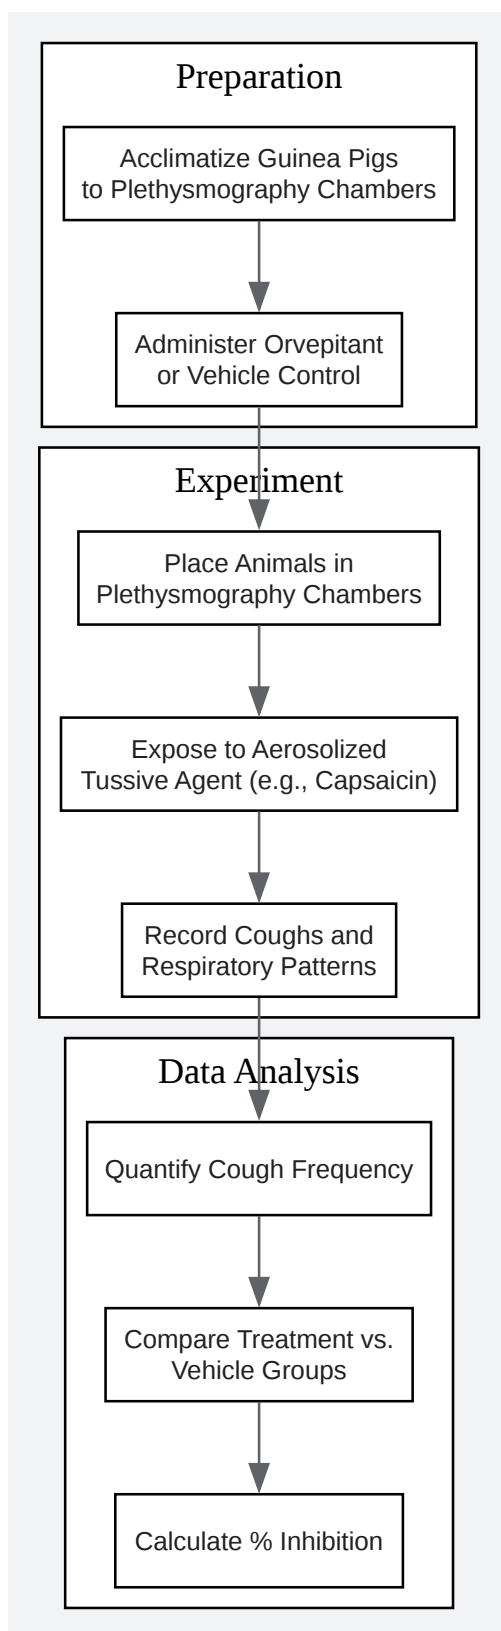 Preparation
Acclimatize Guinea Pigs
to Plethysmography Chambers
Administer Orvepitant
or Vehicle Control
Experiment
Place Animals in
Plethysmography Chambers
Expose to Aerosolized
Tussive Agent (e.g., Capsaicin)
Record Coughs and
Respiratory Patterns
Data Analysis
Quantify Cough Frequency
Compare Treatment vs.
Vehicle Groups
Calculate % Inhibition